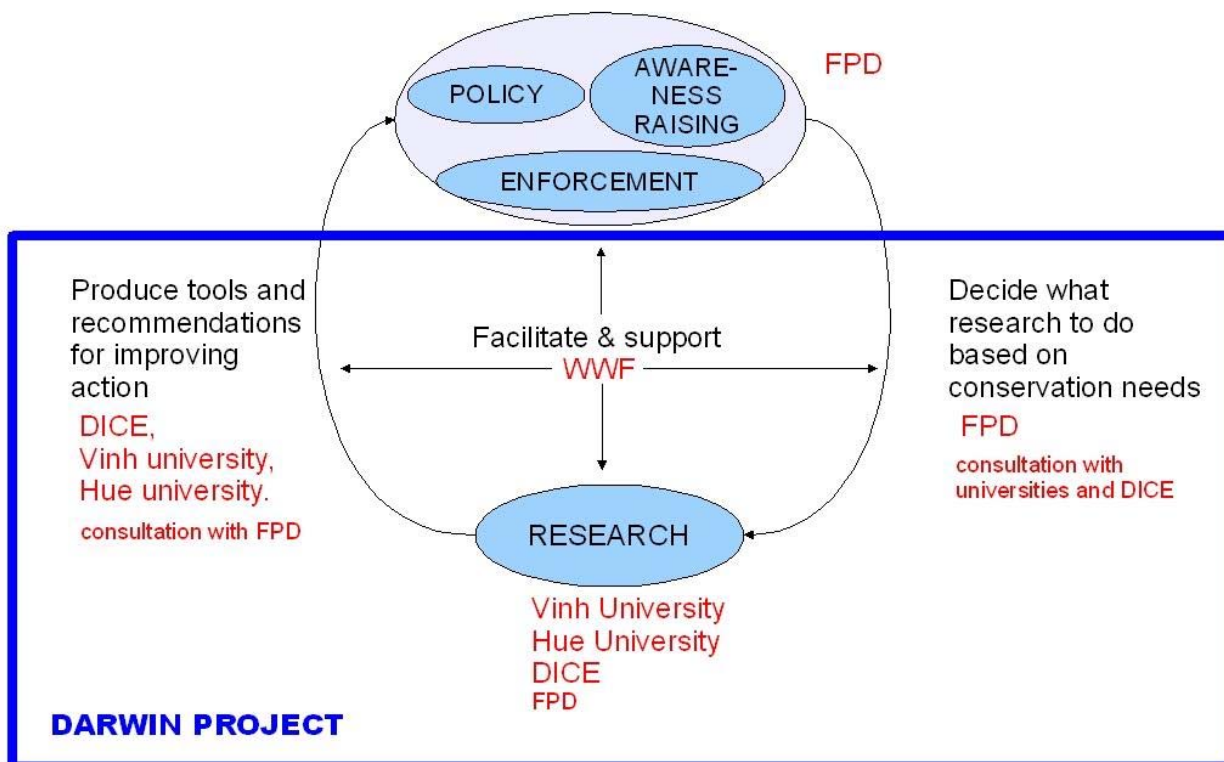 POLICY
AWARE-
NESS
RAISING
ENFORCEMENT
FPD
Produce tools and
recommendations
for improving
action
DICE,
Vinh university,
Hue university.
consultation with FPD
Facilitate & support
WWF
Decide what
research to do
based on
conservation needs
FPD
consultation with
universities and DICE
RESEARCH
Vinh University
Hue University
DICE
FPD
DARWIN PROJECT